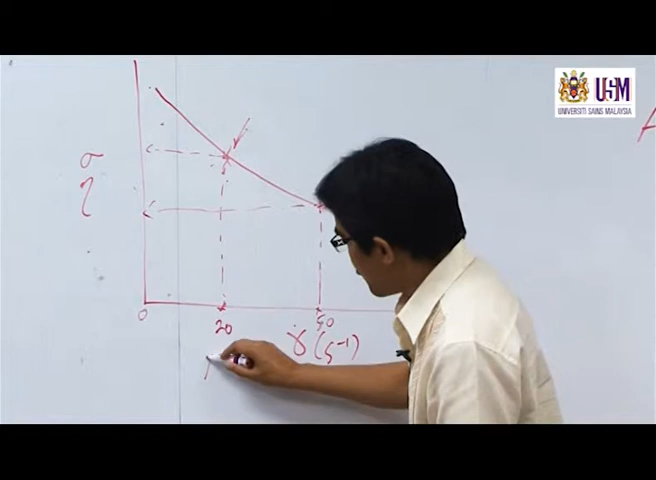 USM
UNIVERSITI SAINS MALAYSIA
σ
η
0
20
50
γ̇ (s⁻¹)